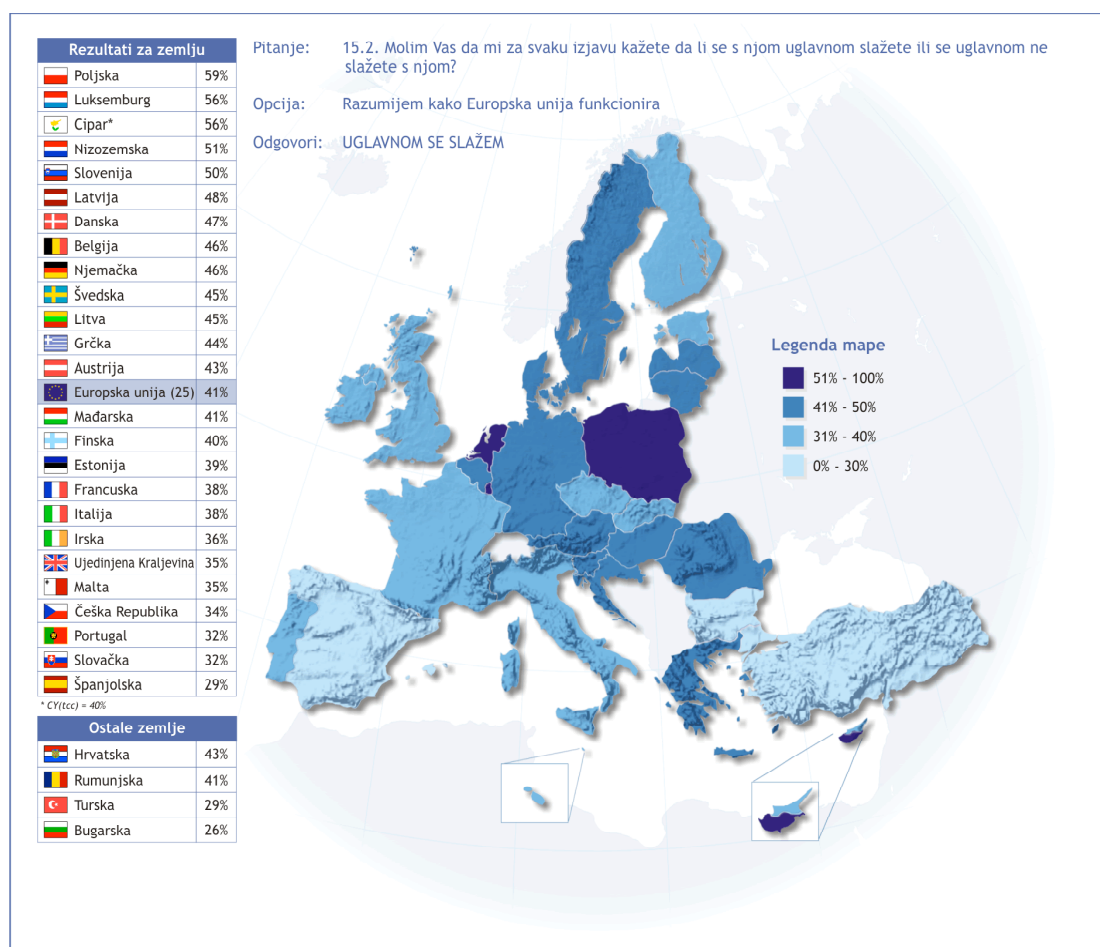 Rezultati za zemlju
Poljska 59%
Luksemburg 56%
Cipar* 56%
Nizozemska 51%
Slovenija 50%
Latvija 48%
Danska 47%
Belgija 46%
Njemačka 46%
Švedska 45%
Litva 45%
Grčka 44%
Austrija 43%
Europska unija (25) 41%
Mađarska 41%
Finska 40%
Estonija 39%
Francuska 38%
Italija 38%
Irska 36%
Ujedinjena Kraljevina 35%
Malta 35%
Češka Republika 34%
Portugal 32%
Slovačka 32%
Španjolska 29%
* CY(tcc) = 40%
Ostale zemlje
Hrvatska 43%
Rumunjska 41%
Turska 29%
Bugarska 26%
Pitanje: 15.2. Molim Vas da mi za svaku izjavu kažete da li se s njom uglavnom slažete ili se uglavnom ne
slažete s njom?
Opcija: Razumijem kako Europska unija funkcionira
Odgovori: UGLAVNOM SE SLAŽEM
Legenda mape
51% - 100%
41% - 50%
31% - 40%
0% - 30%